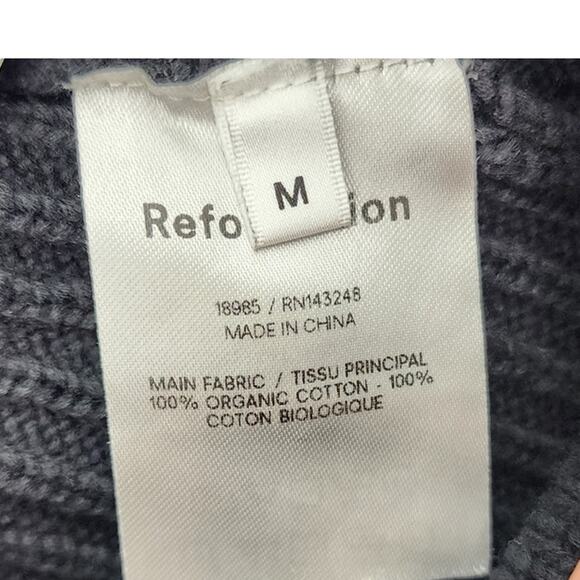 M
Refo ion
18985 / RN143248
MADE IN CHINA
MAIN FABRIC / TISSU PRINCIPAL
100% ORGANIC COTTON - 100%
COTON BIOLOGIQUE